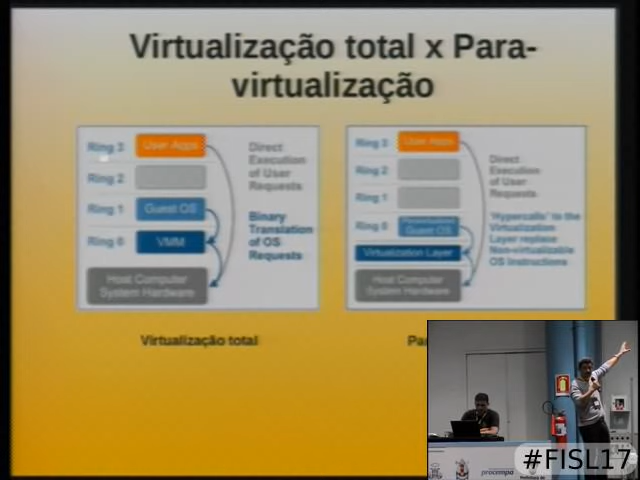 Virtualização total x Para-
virtualização
Ring 3
User Apps
Direct
Execution
of User
Requests
Ring 2
Ring 1
Guest OS
Binary
Translation
of OS
Requests
Ring 0
VMM
Host Computer
System Hardware
Virtualização total
Ring 3
User Apps
Direct
Execution
of User
Requests
Ring 2
Ring 1
Ring 0
Guest OS
'Hypercalls' to the
Virtualization
Layer replace
Non-virtualizable
OS Instructions
Virtualization Layer
Host Computer
System Hardware
procempa
Prefeitura de
#FISL17